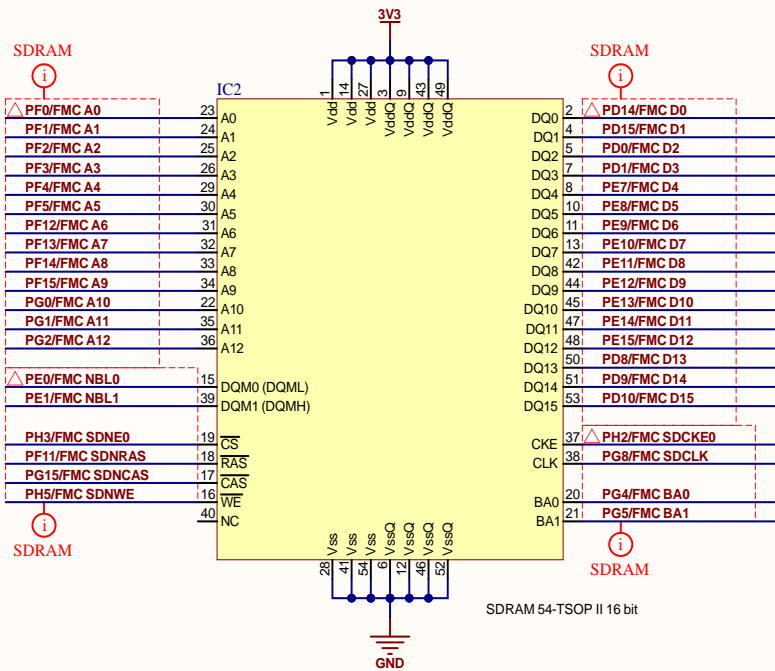 3V3
SDRAM
SDRAM
i
i
IC2
1 Vdd
14 Vdd
27 Vdd
3 VddQ
9 VddQ
43 VddQ
49 VddQ
PF0/FMC A0 23 A0
PF1/FMC A1 24 A1
PF2/FMC A2 25 A2
PF3/FMC A3 26 A3
PF4/FMC A4 29 A4
PF5/FMC A5 30 A5
PF12/FMC A6 31 A6
PF13/FMC A7 32 A7
PF14/FMC A8 33 A8
PF15/FMC A9 34 A9
PG0/FMC A10 22 A10
PG1/FMC A11 35 A11
PG2/FMC A12 36 A12
PE0/FMC NBL0 15 DQM0 (DQML)
PE1/FMC NBL1 39 DQM1 (DQMH)
PH3/FMC SDNE0 19 CS
PF11/FMC SDNRAS 18 RAS
PG15/FMC SDNCAS 17 CAS
PH5/FMC SDNWE 16 WE
40 NC
DQ0 2 PD14/FMC D0
DQ1 4 PD15/FMC D1
DQ2 5 PD0/FMC D2
DQ3 7 PD1/FMC D3
DQ4 8 PE7/FMC D4
DQ5 10 PE8/FMC D5
DQ6 11 PE9/FMC D6
DQ7 13 PE10/FMC D7
DQ8 42 PE11/FMC D8
DQ9 44 PE12/FMC D9
DQ10 45 PE13/FMC D10
DQ11 47 PE14/FMC D11
DQ12 48 PE15/FMC D12
DQ13 50 PD8/FMC D13
DQ14 51 PD9/FMC D14
DQ15 53 PD10/FMC D15
CKE 37 PH2/FMC SDCKE0
CLK 38 PG8/FMC SDCLK
BA0 20 PG4/FMC BA0
BA1 21 PG5/FMC BA1
i
i
SDRAM
SDRAM
28 Vss
41 Vss
54 Vss
6 VssQ
12 VssQ
46 VssQ
52 VssQ
SDRAM 54-TSOP II 16 bit
GND